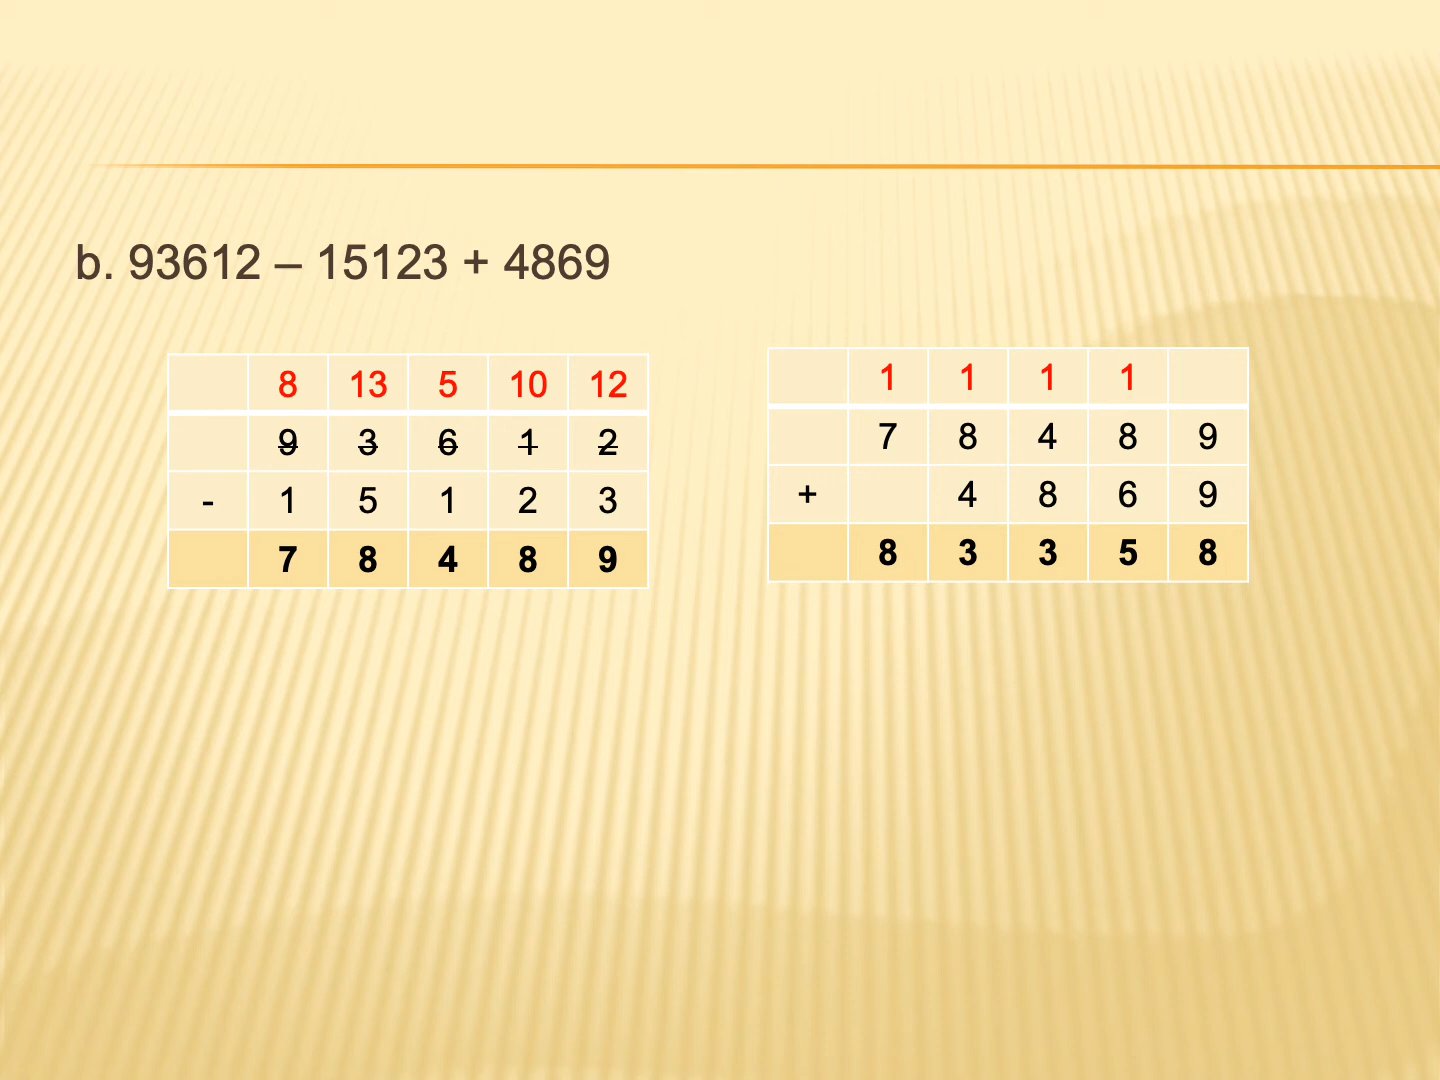 b. 93612 – 15123 + 4869
8 13 5 10 12
9 3 6 1 2
- 1 5 1 2 3
7 8 4 8 9
1 1 1 1
7 8 4 8 9
+ 4 8 6 9
8 3 3 5 8